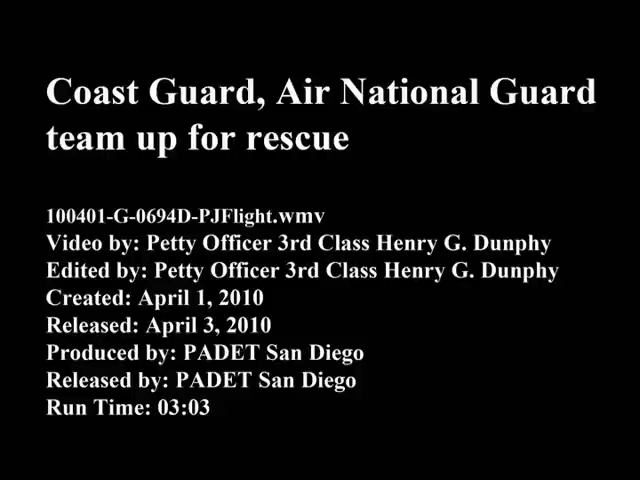 Coast Guard, Air National Guard
team up for rescue
100401-G-0694D-PJFlight.wmv
Video by: Petty Officer 3rd Class Henry G. Dunphy
Edited by: Petty Officer 3rd Class Henry G. Dunphy
Created: April 1, 2010
Released: April 3, 2010
Produced by: PADET San Diego
Released by: PADET San Diego
Run Time: 03:03